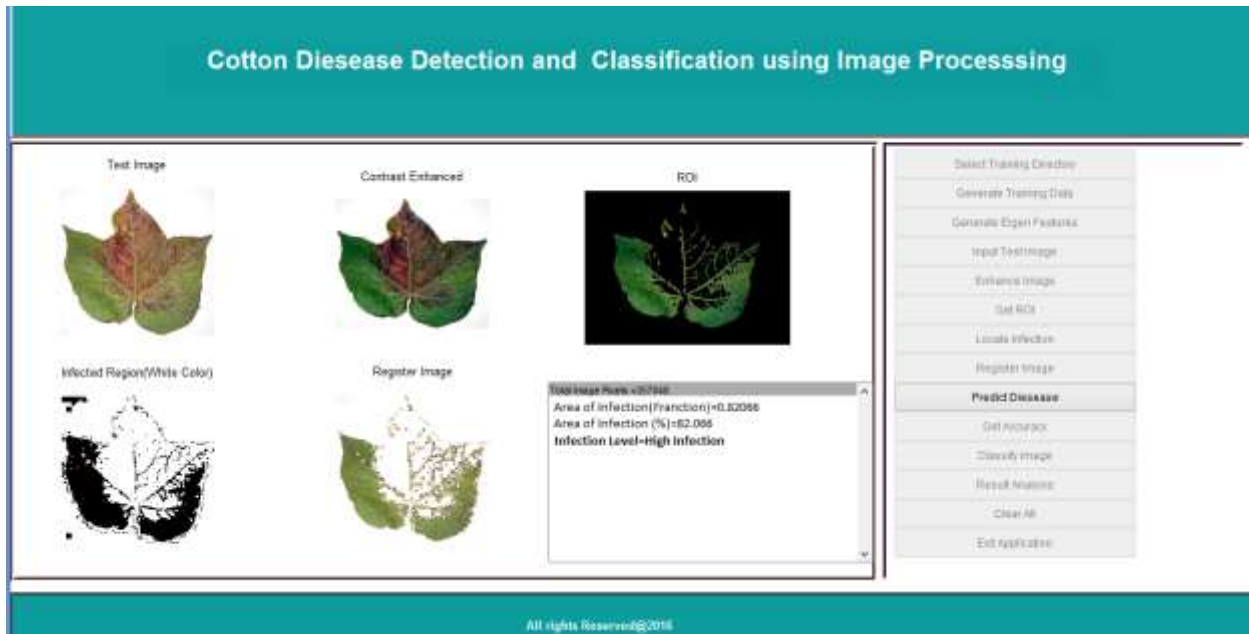 Cotton Diesease Detection and Classification using Image Processsing
Test Image
Contrast Enhanced
ROI
Infected Region(White Color)
Register Image
Total Image Pixels
Area of Infection(Franction)=0.82066
Area of Infection (%)=82.066
Infection Level=High Infection
Select Training Directory
Generate Training Data
Generate Eigen Features
Input Test Image
Enhance Image
Get ROI
Locate Infection
Register Image
Predict Diesease
Get Accuracy
Classify Image
Result Analysis
Clear All
Exit Application
All rights Reserved@2016